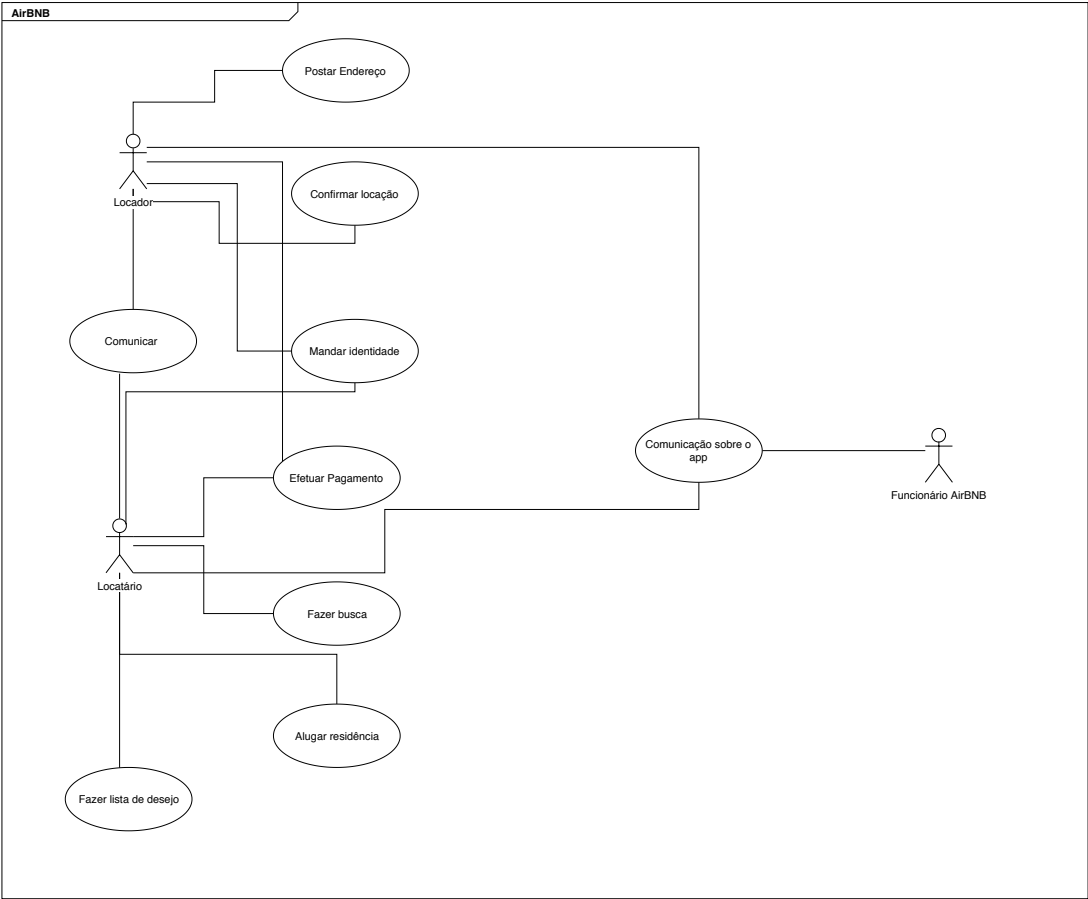 AirBNB
Postar Endereço
Confirmar locação
Locador
Comunicar
Mandar identidade
Comunicação sobre o
app
Efetuar Pagamento
Funcionário AirBNB
Locatário
Fazer busca
Alugar residência
Fazer lista de desejo